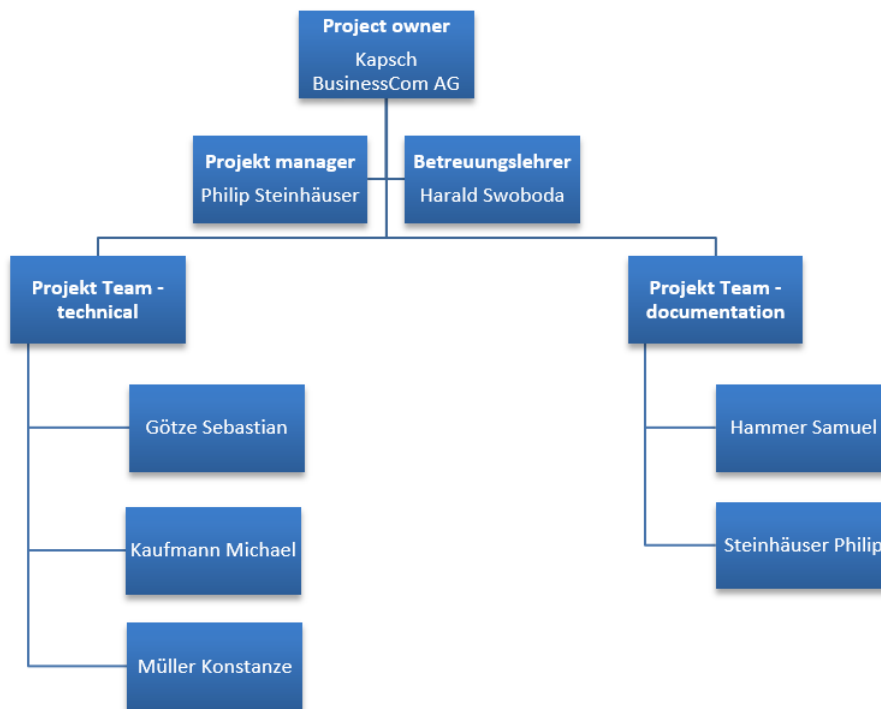 Project owner
Kapsch
BusinessCom AG
Projekt manager
Philip Steinhäuser
Betreuungslehrer
Harald Swoboda
Projekt Team -
technical
Projekt Team -
documentation
Götze Sebastian
Kaufmann Michael
Müller Konstanze
Hammer Samuel
Steinhäuser Philip